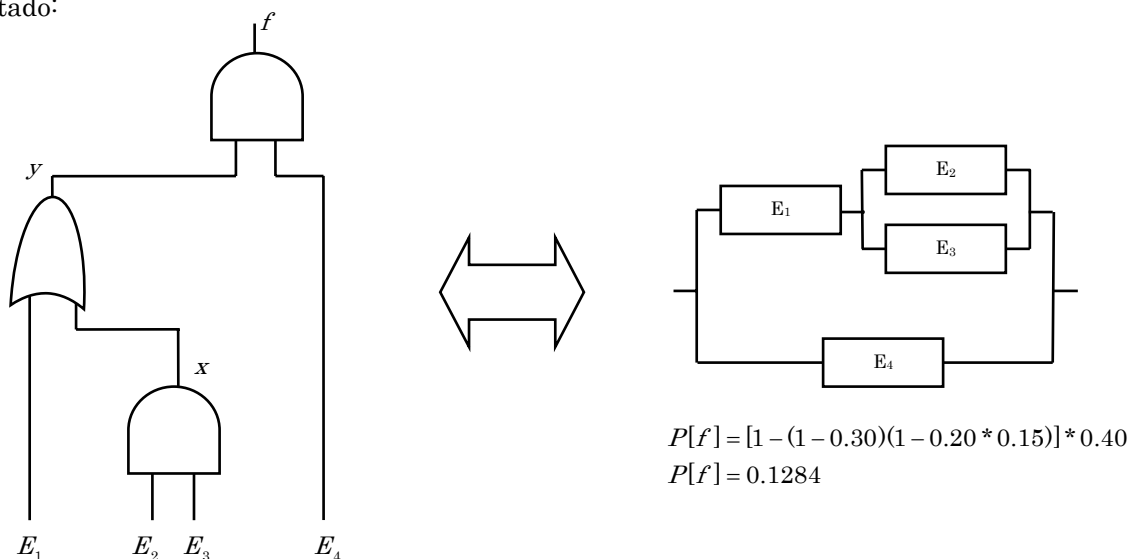 tado:
f
y
x
E₁ E₂ E₃ E₄
E₁
E₂
E₃
E₄
P[f] = [1 − (1 − 0.30)(1 − 0.20 * 0.15)] * 0.40
P[f] = 0.1284